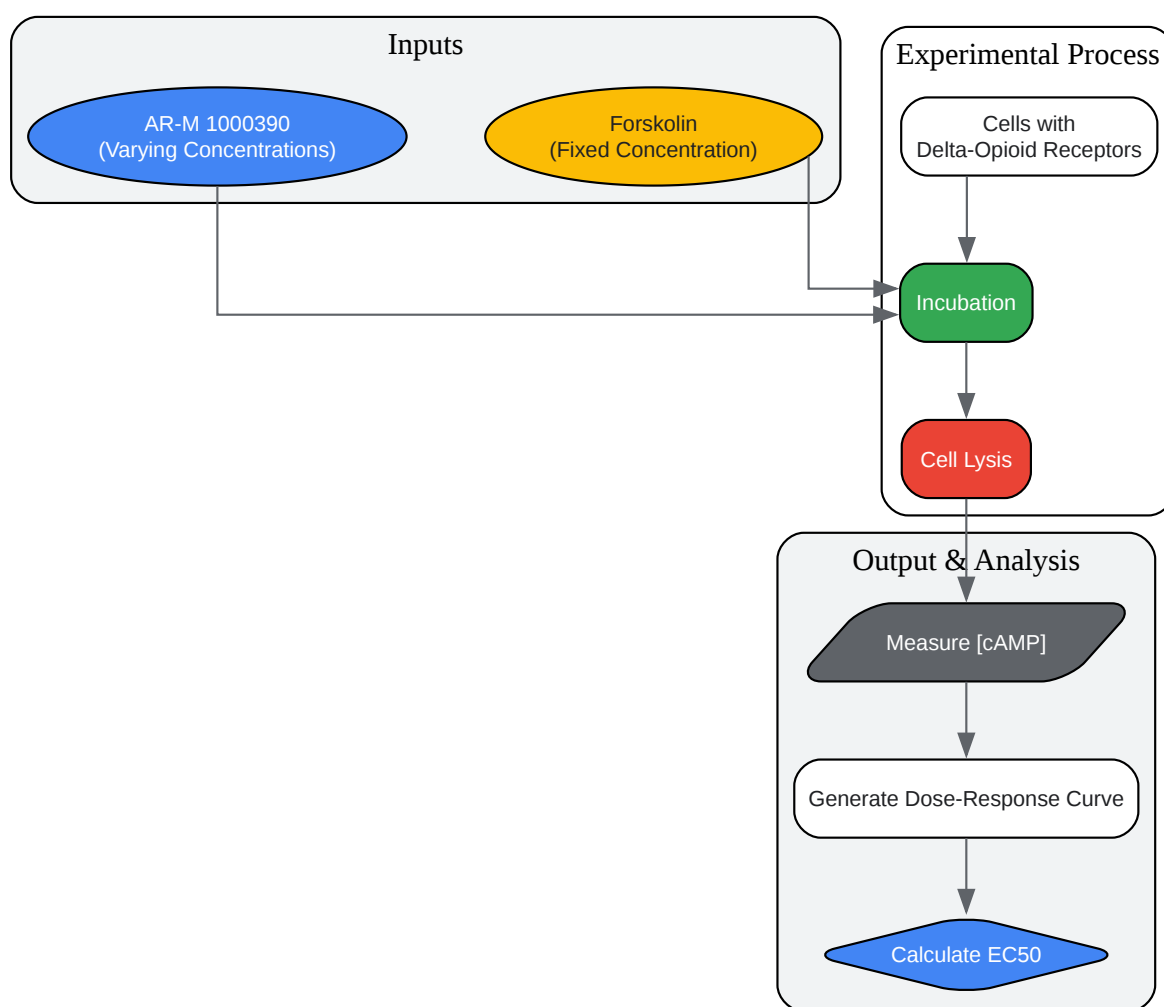 Inputs
AR-M 1000390
(Varying Concentrations)
Forskolin
(Fixed Concentration)
Experimental Process
Cells with
Delta-Opioid Receptors
Incubation
Cell Lysis
Output & Analysis
Measure [cAMP]
Generate Dose-Response Curve
Calculate EC50